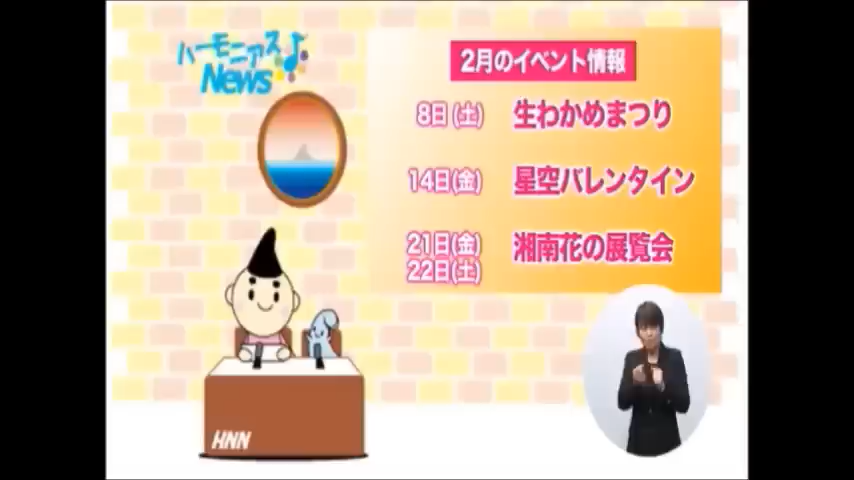 ハーモニアス
News
2月のイベント情報
8日(土) 生わかめまつり
14日(金) 星空バレンタイン
21日(金) 湘南花の展覧会
22日(土)
HNN